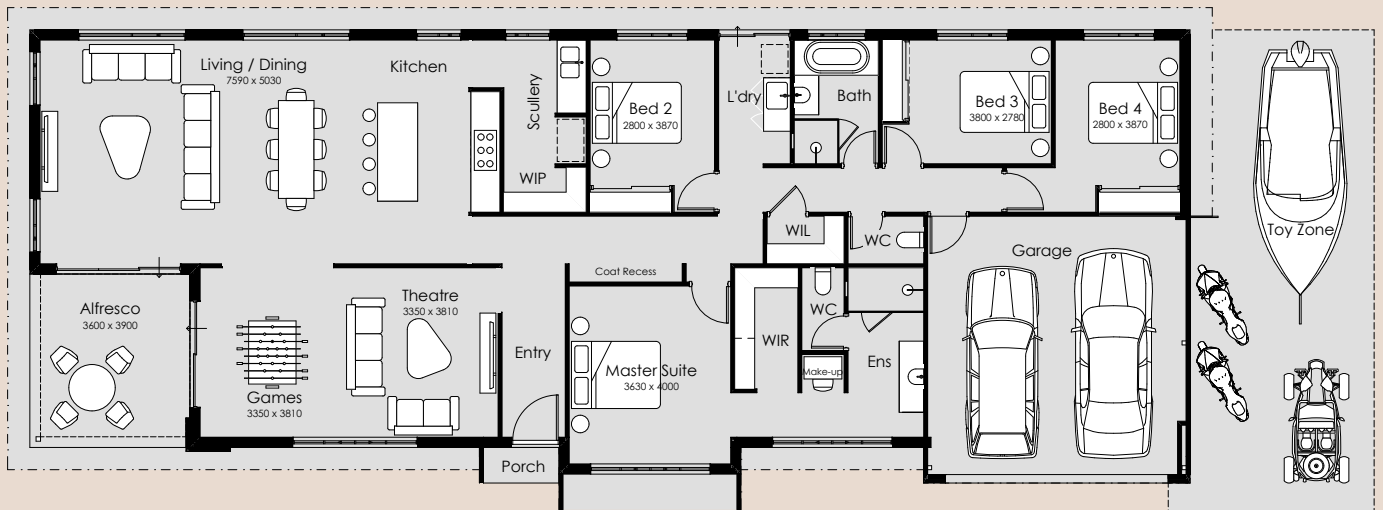 Living / Dining
7590 x 5030
Kitchen
Scullery
WIP
Bed 2
2800 x 3870
L'dry
Bath
Bed 3
3800 x 2780
Bed 4
2800 x 3870
Toy Zone
WIL
WC
Garage
Coat Recess
Alfresco
3600 x 3900
Theatre
3350 x 3810
Games
3350 x 3810
Entry
Master Suite
3630 x 4000
WIR
WC
Make-up
Ens
Porch